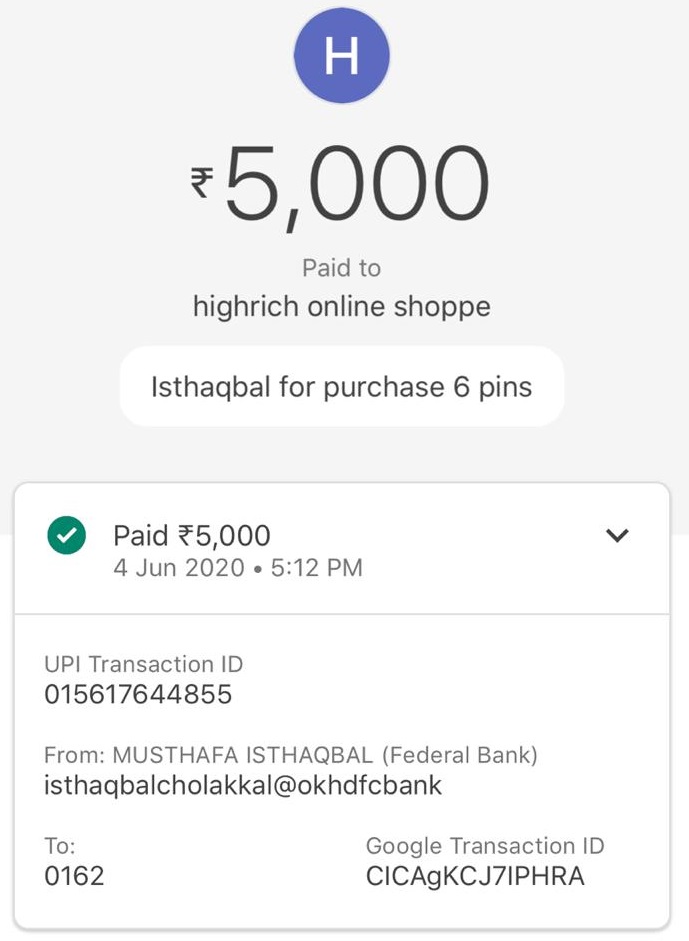 H
₹5,000
Paid to
highrich online shoppe
Isthaqbal for purchase 6 pins
Paid ₹5,000
4 Jun 2020 • 5:12 PM
UPI Transaction ID
015617644855
From: MUSTHAFA ISTHAQBAL (Federal Bank)
isthaqbalcholakkal@okhdfcbank
To:
0162
Google Transaction ID
CICAgKCJ7IPHRA